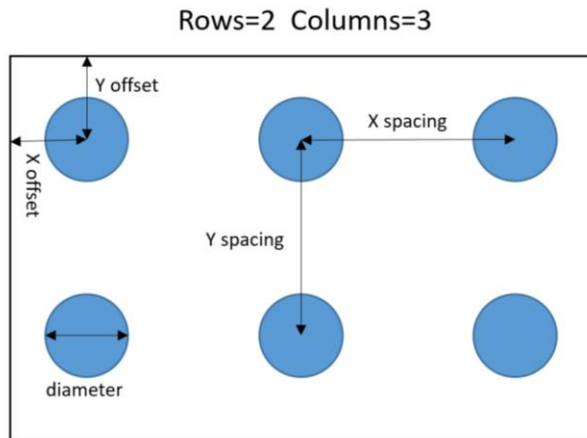 Rows=2 Columns=3
Y offset
X spacing
X offset
Y spacing
diameter